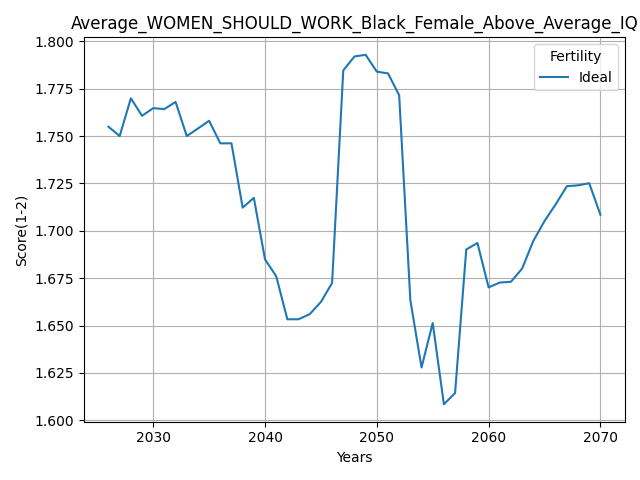 Average_WOMEN_SHOULD_WORK_Black_Female_Above_Average_IQ
Fertility
Ideal
Score(1-2)
1.800
1.775
1.750
1.725
1.700
1.675
1.650
1.625
1.600
2030 2040 2050 2060 2070
Years